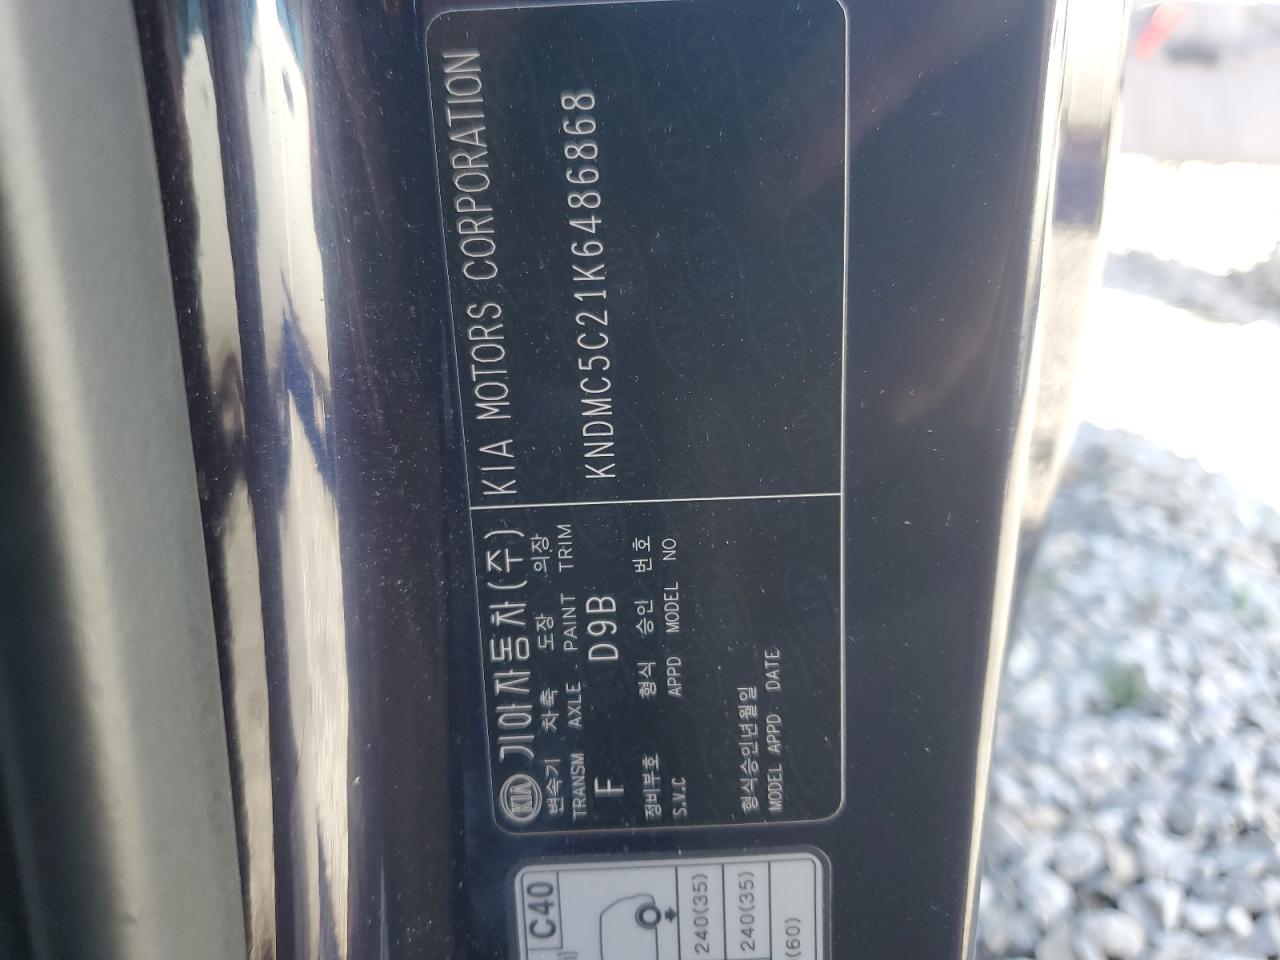 KIA 기아자동차(주) KIA MOTORS CORPORATION
변속기 차축 도장 의장
TRANSM AXLE PAINT TRIM
F D9B KNDMC5C21K6486868
정비부호 형식 승인 번호
S.V.C APPD MODEL NO
형식승인년월일
MODEL APPD. DATE
C40
240(35)
240(35)
(60)